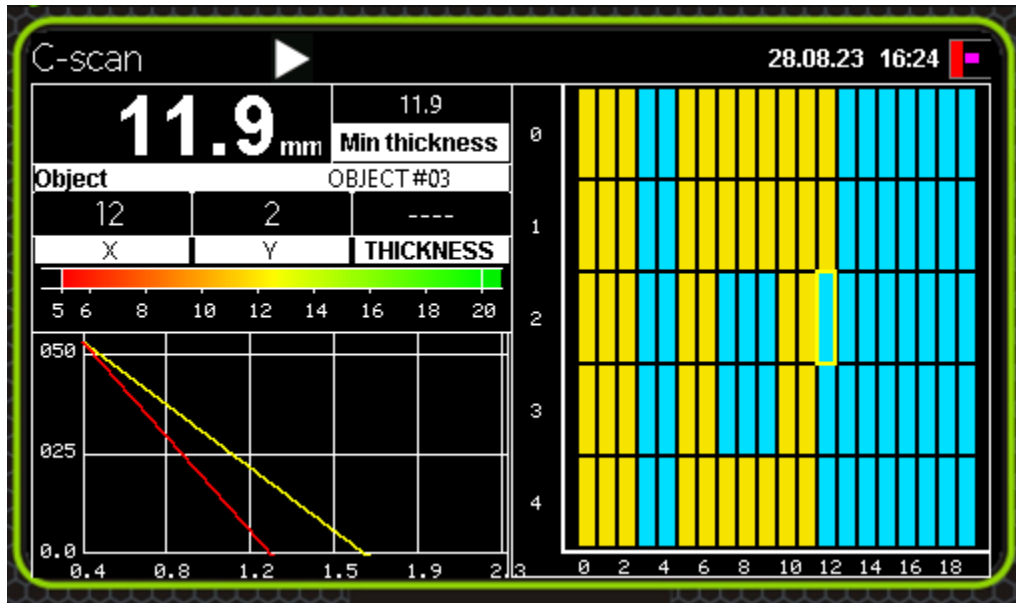 C-scan 28.08.23 16:24
11.9 mm
11.9
Min thickness
Object OBJECT #03
12 2 ----
X Y THICKNESS
5 6 8 10 12 14 16 18 20
050
025
0.0
0.4 0.8 1.2 1.5 1.9 2.3
0
1
2
3
4
0 2 4 6 8 10 12 14 16 18